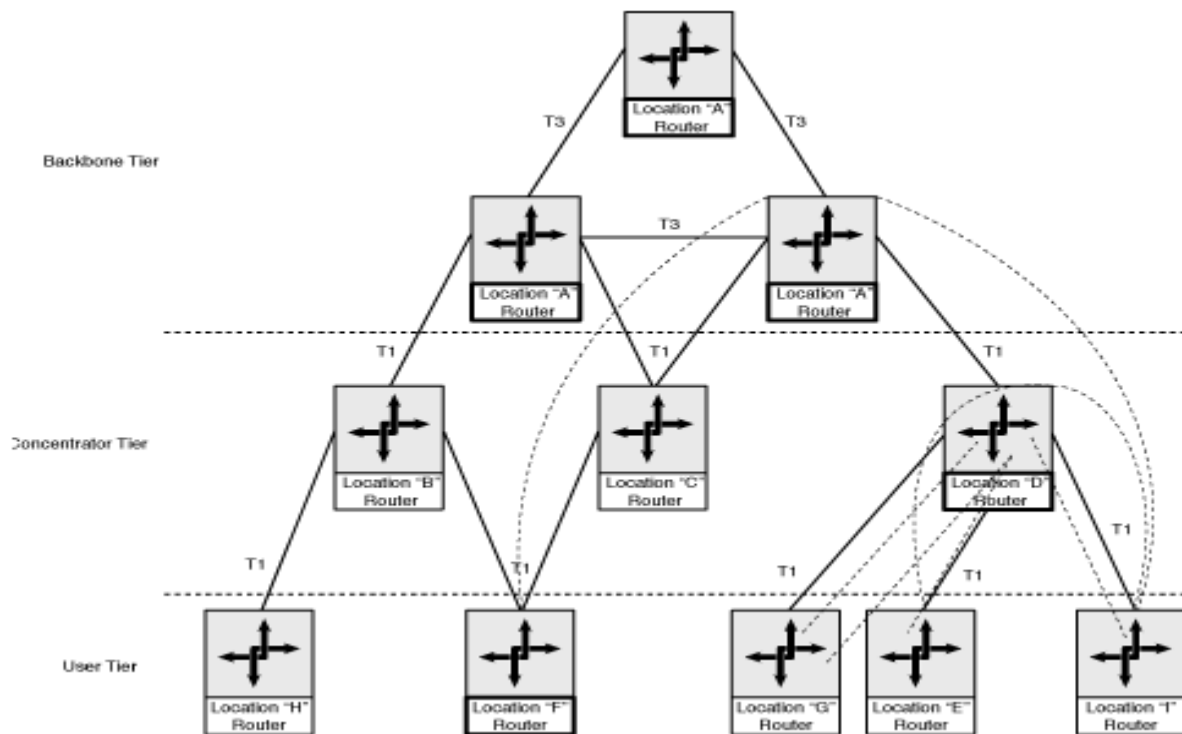 Location "A"
Router
T3
T3
Backbone Tier
T3
Location "A"
Router
Location "A"
Router
T1
T1
T1
Concentrator Tier
Location "B"
Router
Location "C"
Router
Location "D"
Router
T1
T1
T1
T1
T1
User Tier
Location "H"
Router
Location "F"
Router
Location "G"
Router
Location "E"
Router
Location "I"
Router